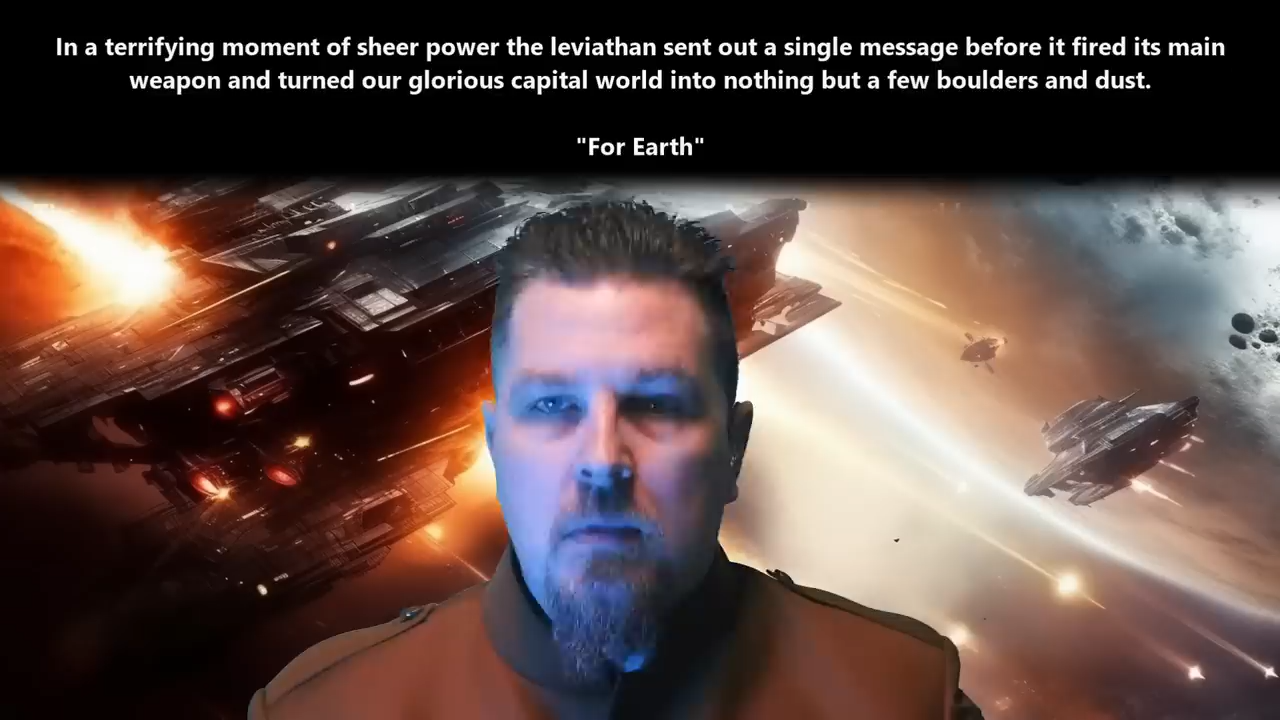 In a terrifying moment of sheer power the leviathan sent out a single message before it fired its main
weapon and turned our glorious capital world into nothing but a few boulders and dust.
"For Earth"